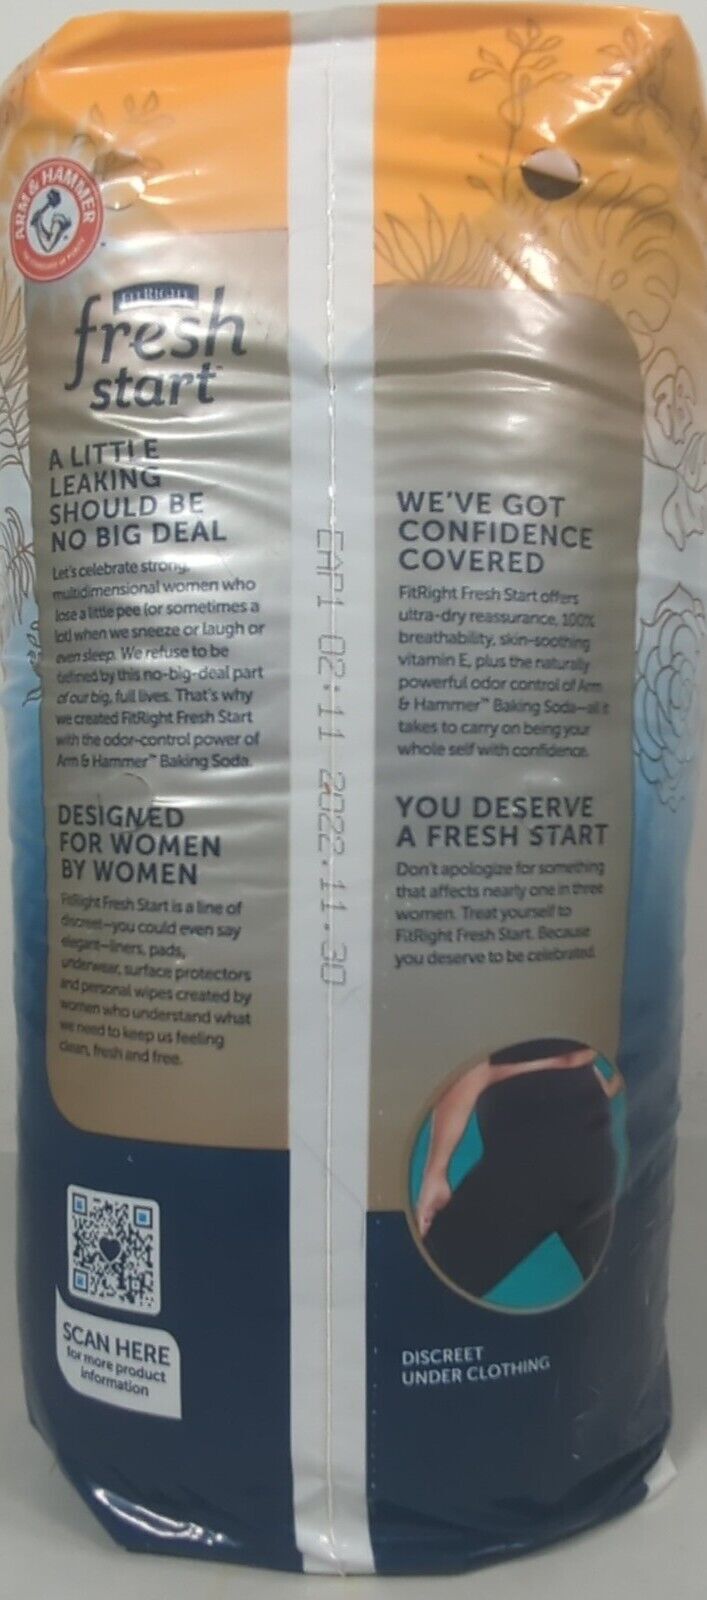 ARM & HAMMER
FITRIGHT
fresh
start
A LITTLE
LEAKING
SHOULD BE
NO BIG DEAL
Let's celebrate strong,
multidimensional women who
lose a little pee (or sometimes a
lot) when we sneeze or laugh or
even sleep. We refuse to be
defined by this no-big-deal part
of our big, full lives. That's why
we created FitRight Fresh Start
with the odor-control power of
Arm & Hammer™ Baking Soda.
DESIGNED
FOR WOMEN
BY WOMEN
FitRight Fresh Start is a line of
discreet—you could even say
elegant—liners, pads,
underwear, surface protectors
and personal wipes created by
women who understand what
we need to keep us feeling
clean, fresh and free.
SCAN HERE
for more product
information
EAP1 02:11 2022.11.30
WE'VE GOT
CONFIDENCE
COVERED
FitRight Fresh Start offers
ultra-dry reassurance, 100%
breathability, skin-soothing
vitamin E, plus the naturally
powerful odor control of Arm
& Hammer™ Baking Soda—all it
takes to carry on being your
whole self with confidence.
YOU DESERVE
A FRESH START
Don't apologize for something
that affects nearly one in three
women. Treat yourself to
FitRight Fresh Start. Because
you deserve to be celebrated.
DISCREET
UNDER CLOTHING